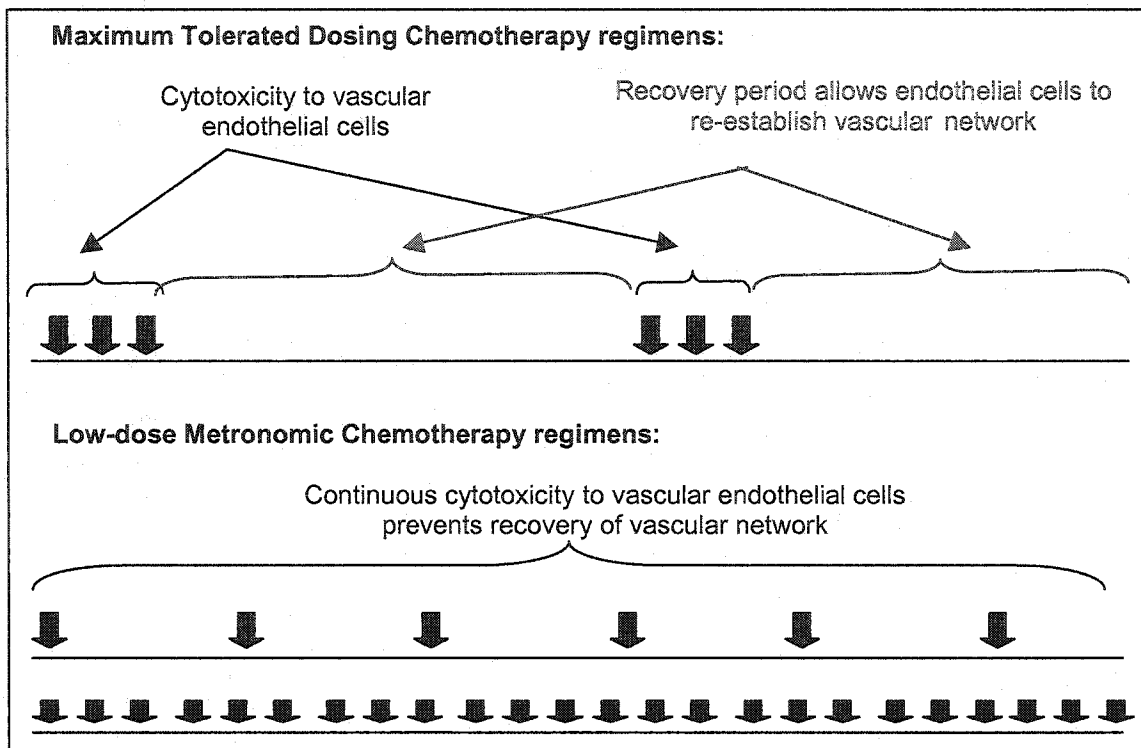 Maximum Tolerated Dosing Chemotherapy regimens:
Cytotoxicity to vascular
endothelial cells
Recovery period allows endothelial cells to
re-establish vascular network
Low-dose Metronomic Chemotherapy regimens:
Continuous cytotoxicity to vascular endothelial cells
prevents recovery of vascular network